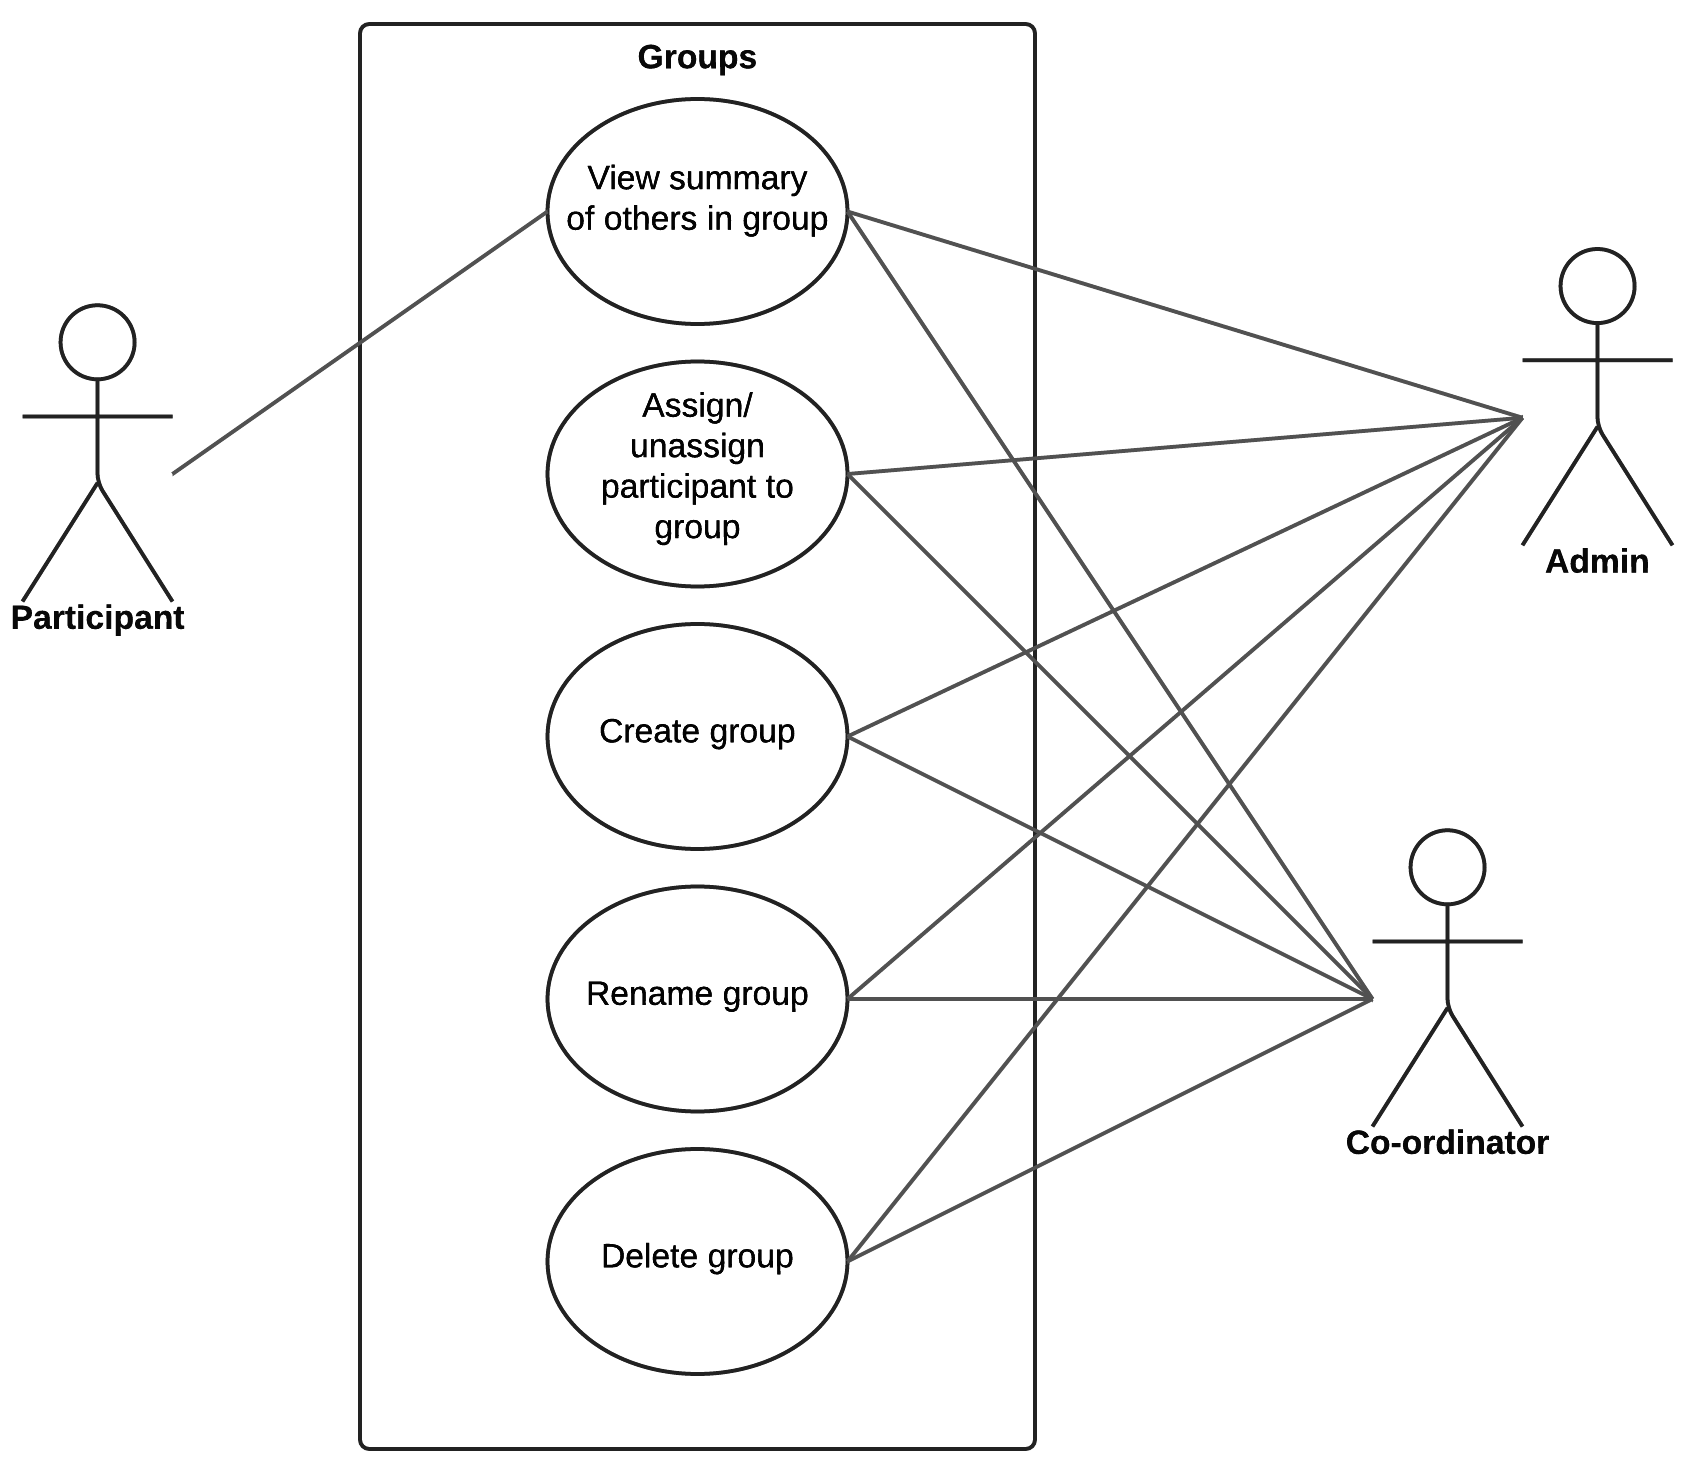 Groups
View summary
of others in group
Assign/
unassign
participant to
group
Create group
Rename group
Delete group
Participant
Admin
Co-ordinator